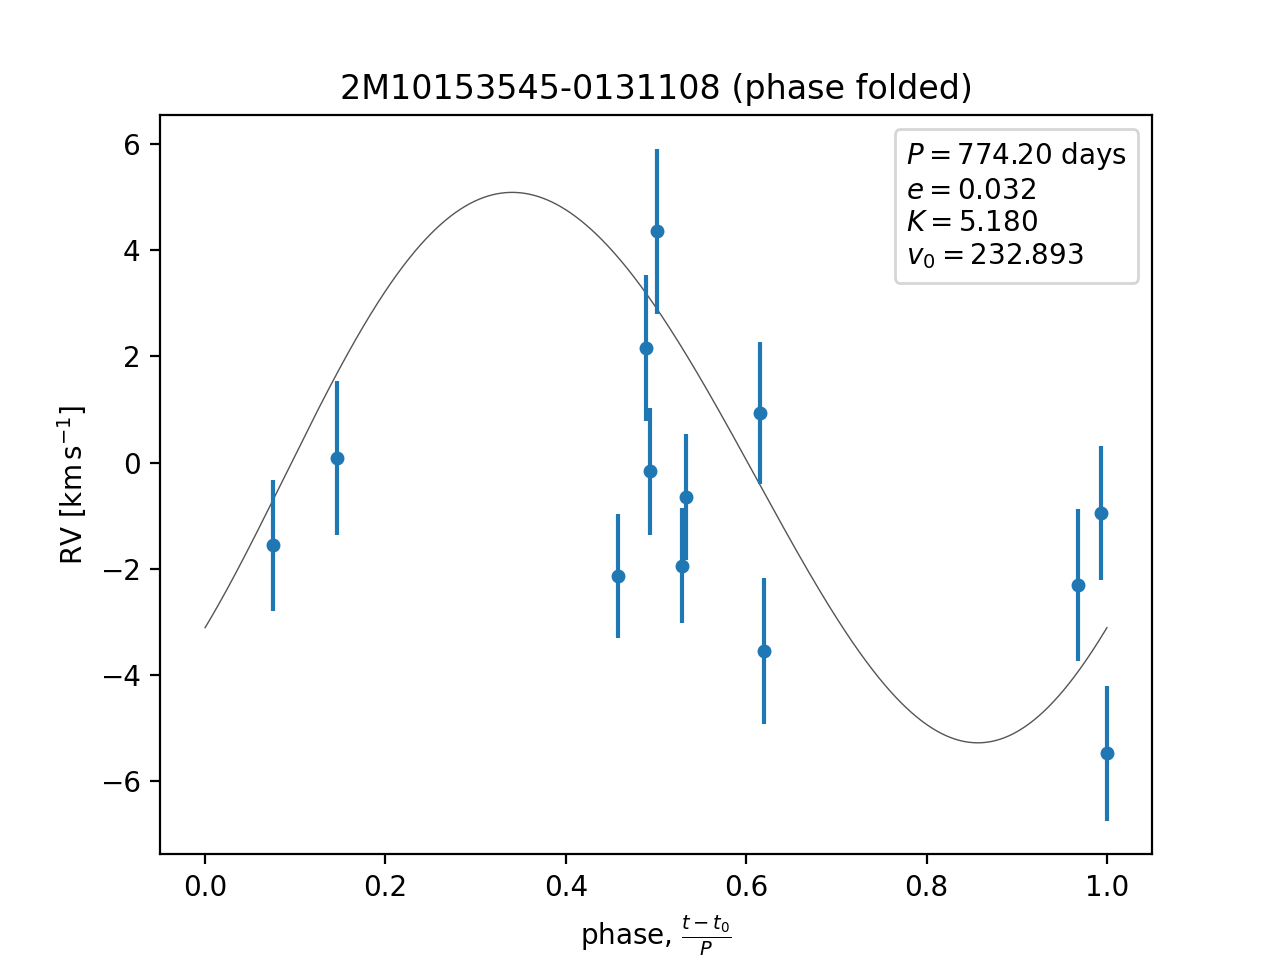 2M10153545-0131108 (phase folded)
P = 774.20 days
e = 0.032
K = 5.180
v₀ = 232.893
6
4
2
0
−2
−4
−6
RV [km s⁻¹]
0.0 0.2 0.4 0.6 0.8 1.0
phase, (t − t₀)/P